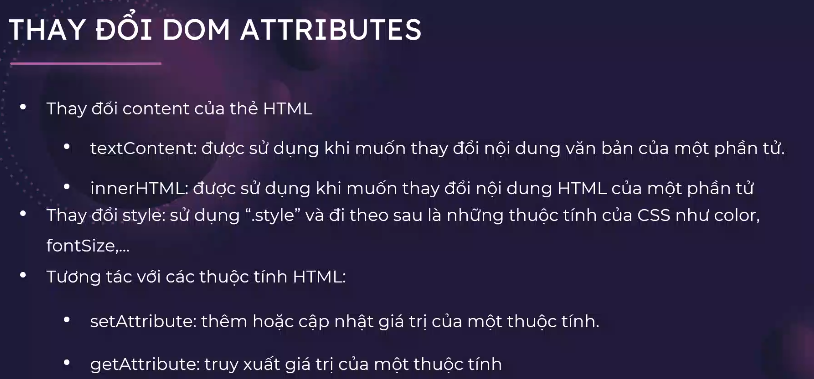 THAY ĐỔI DOM ATTRIBUTES
• Thay đổi content của thẻ HTML
• textContent: được sử dụng khi muốn thay đổi nội dung văn bản của một phần tử.
• innerHTML: được sử dụng khi muốn thay đổi nội dung HTML của một phần tử
• Thay đổi style: sử dụng “.style” và đi theo sau là những thuộc tính của CSS như color,
fontSize,...
• Tương tác với các thuộc tính HTML:
• setAttribute: thêm hoặc cập nhật giá trị của một thuộc tính.
• getAttribute: truy xuất giá trị của một thuộc tính